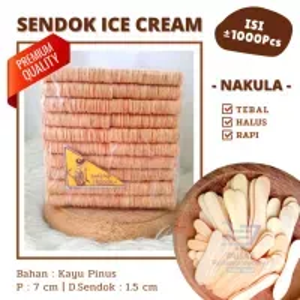 SENDOK ICE CREAM
ISI
±1000Pcs
PREMIUM
QUALITY
- NAKULA -
TEBAL
HALUS
RAPI
Bahan : Kayu Pinus
P : 7 cm | D.Sendok : 1.5 cm